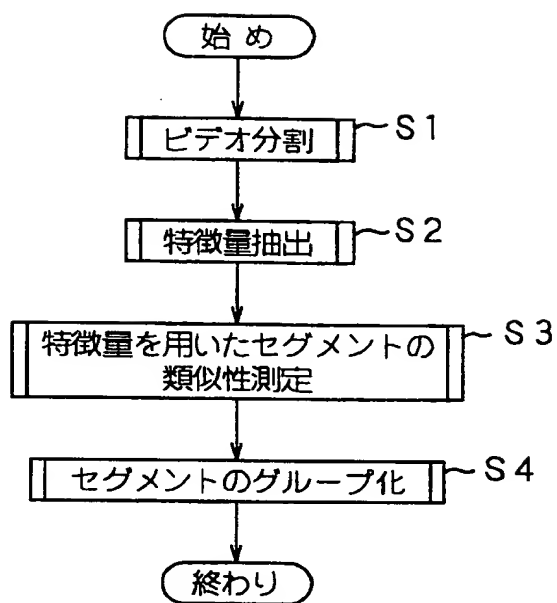 始め
ビデオ分割
S1
特徴量抽出
S2
特徴量を用いたセグメントの
類似性測定
S3
セグメントのグループ化
S4
終わり